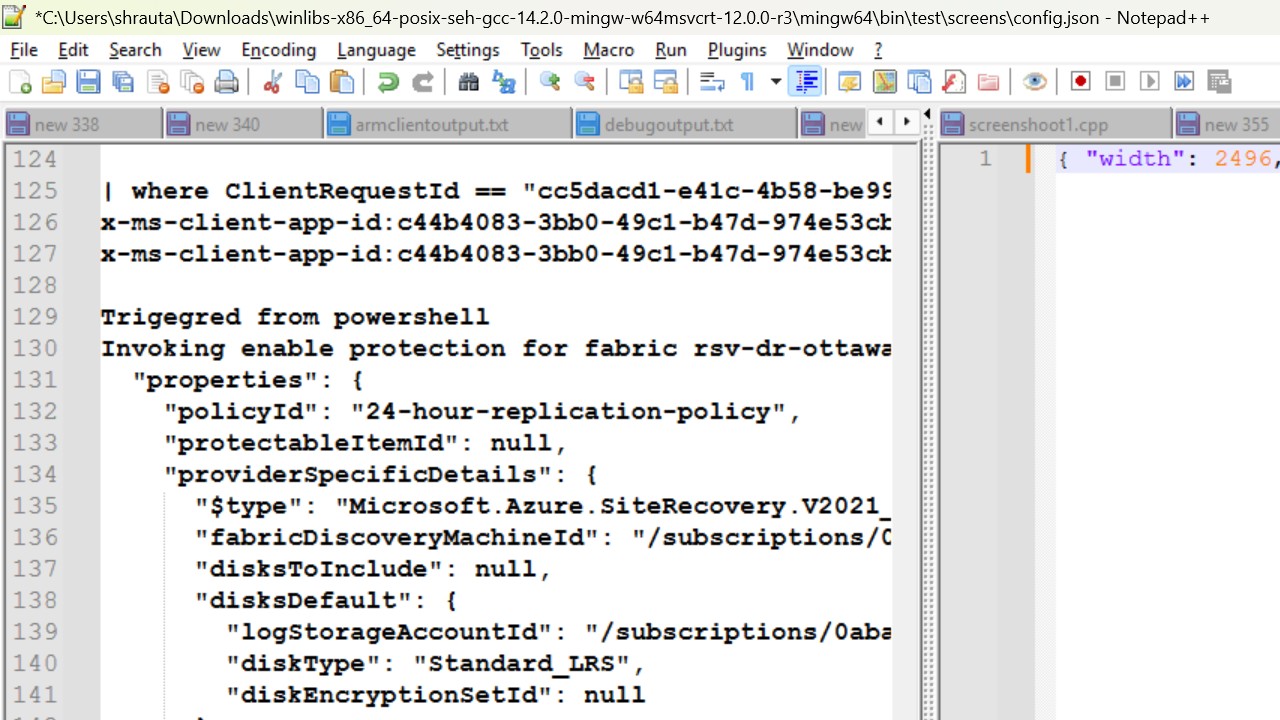 *C:\Users\shrauta\Downloads\winlibs-x86_64-posix-seh-gcc-14.2.0-mingw-w64msvcrt-12.0.0-r3\mingw64\bin\test\screens\config.json - Notepad++
File Edit Search View Encoding Language Settings Tools Macro Run Plugins Window ?
new 338 new 340 armclientoutput.txt debugoutput.txt new screenshoot1.cpp new 355
124
125 | where ClientRequestId == "cc5dacd1-e41c-4b58-be99
126 x-ms-client-app-id:c44b4083-3bb0-49c1-b47d-974e53cb
127 x-ms-client-app-id:c44b4083-3bb0-49c1-b47d-974e53cb
128
129 Trigegred from powershell
130 Invoking enable protection for fabric rsv-dr-ottawa
131 "properties": {
132 "policyId": "24-hour-replication-policy",
133 "protectableItemId": null,
134 "providerSpecificDetails": {
135 "$type": "Microsoft.Azure.SiteRecovery.V2021_
136 "fabricDiscoveryMachineId": "/subscriptions/0
137 "disksToInclude": null,
138 "disksDefault": {
139 "logStorageAccountId": "/subscriptions/0aba
140 "diskType": "Standard_LRS",
141 "diskEncryptionSetId": null
1 { "width": 2496,